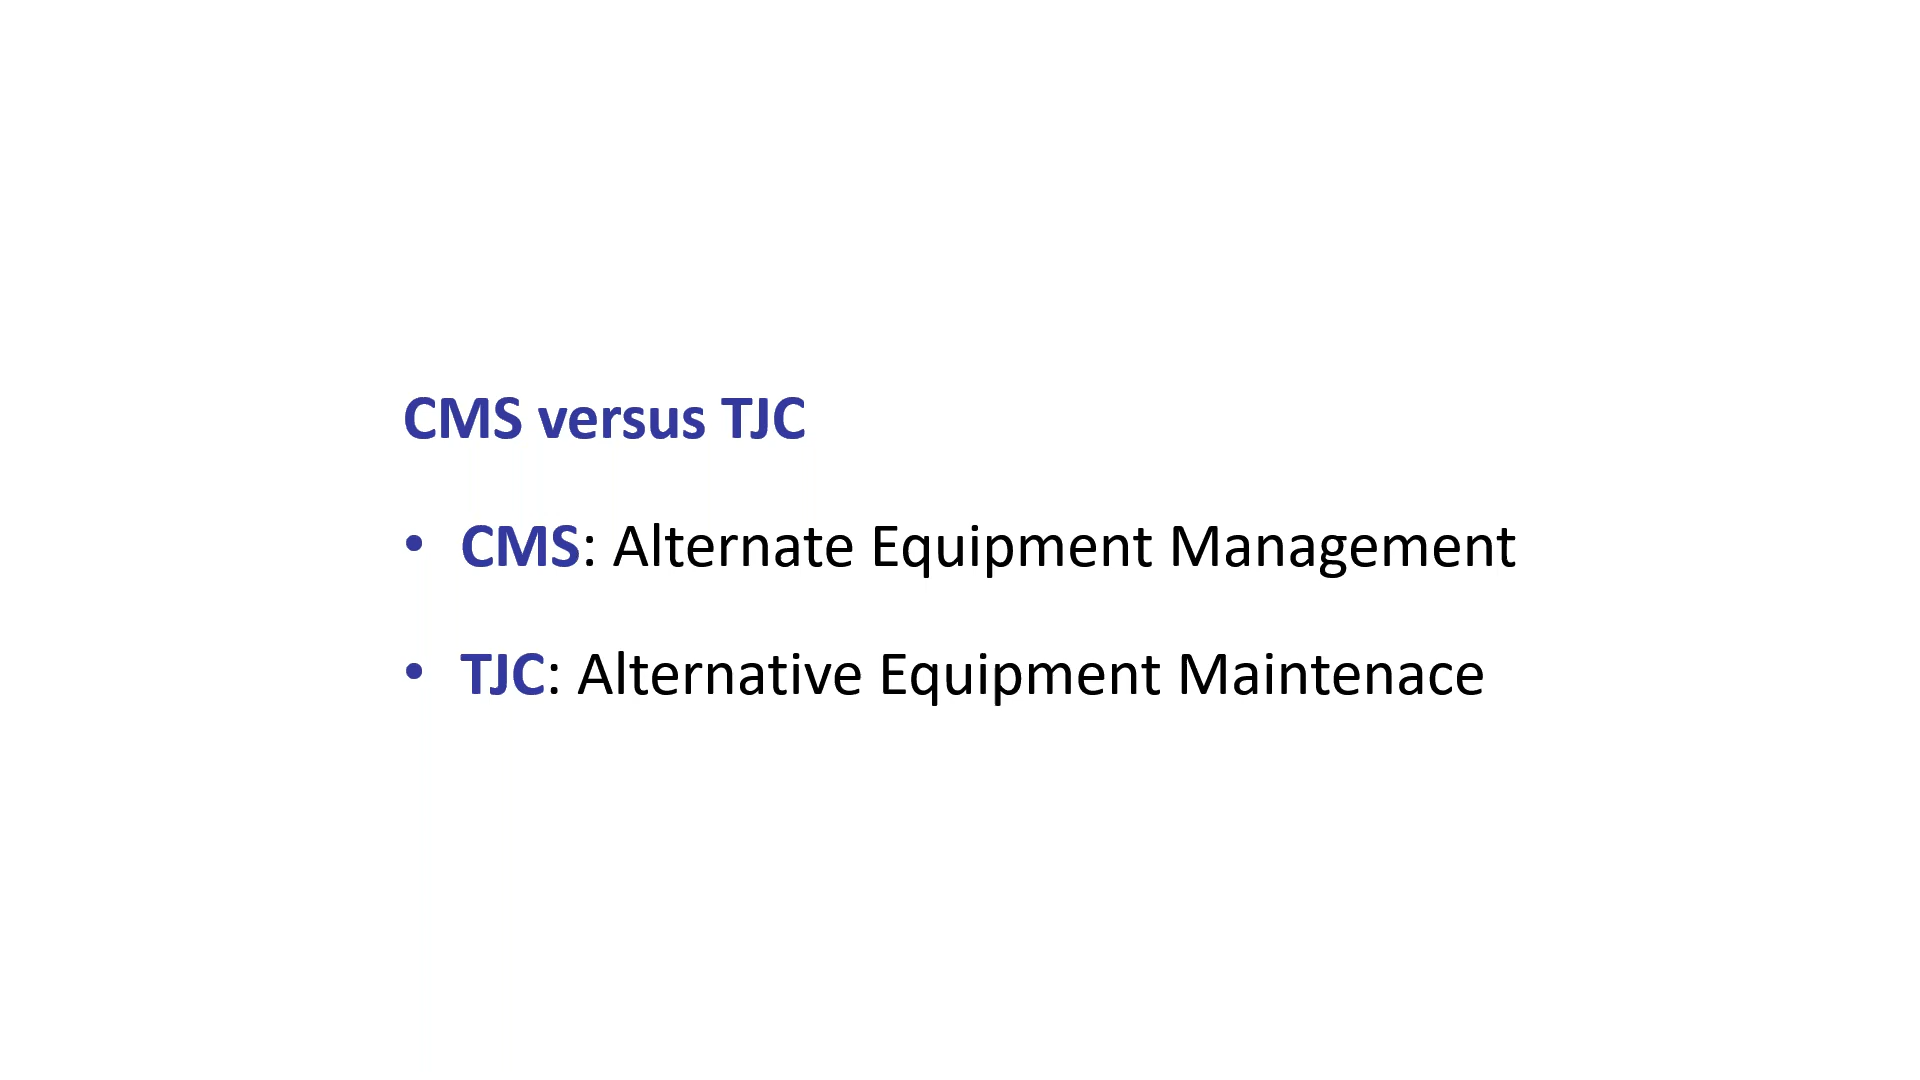 CMS versus TJC
• CMS: Alternate Equipment Management
• TJC: Alternative Equipment Maintenace